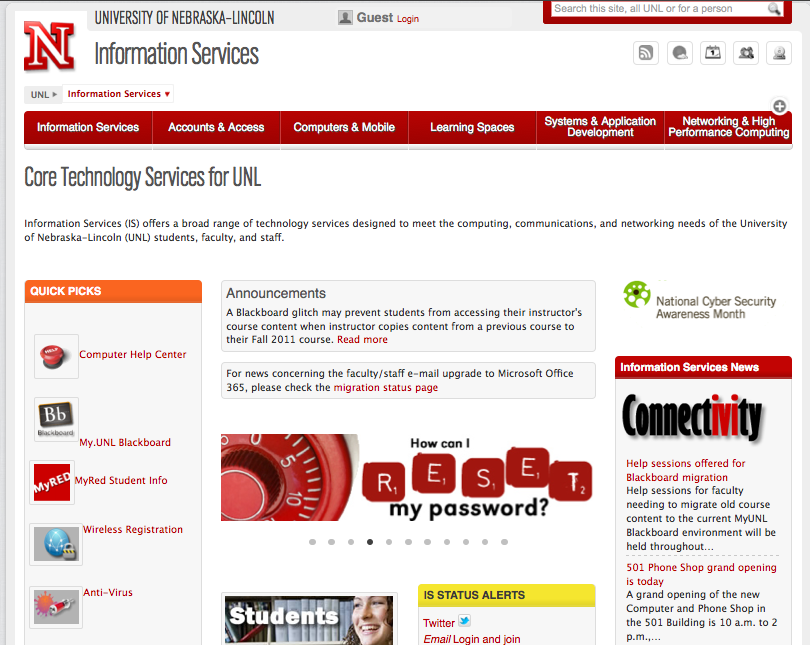 UNIVERSITY OF NEBRASKA–LINCOLN
Guest Login
Search this site, all UNL or for a person
N
Information Services
1
UNL ▸ Information Services ▾
Information Services
Accounts & Access
Computers & Mobile
Learning Spaces
Systems & Application
Development
Networking & High
Performance Computing
Core Technology Services for UNL
Information Services (IS) offers a broad range of technology services designed to meet the computing, communications, and networking needs of the University
of Nebraska–Lincoln (UNL) students, faculty, and staff.
QUICK PICKS
HELP
Computer Help Center
Bb
Blackboard
My.UNL Blackboard
MyRED
MyRed Student Info
Wireless Registration
Anti-Virus
Announcements
A Blackboard glitch may prevent students from accessing their instructor's
course content when instructor copies content from a previous course to
their Fall 2011 course. Read more
For news concerning the faculty/staff e-mail upgrade to Microsoft Office
365, please check the migration status page
5
10
How can I
RESET
my password?
Students
IS STATUS ALERTS
Twitter
Email Login and join
National Cyber Security
Awareness Month
Information Services News
Connectivity
Help sessions offered for
Blackboard migration
Help sessions for faculty
needing to migrate old course
content to the current MyUNL
Blackboard environment will be
held throughout...
501 Phone Shop grand opening
is today
A grand opening of the new
Computer and Phone Shop in
the 501 Building is 10 a.m. to 2
p.m.,...